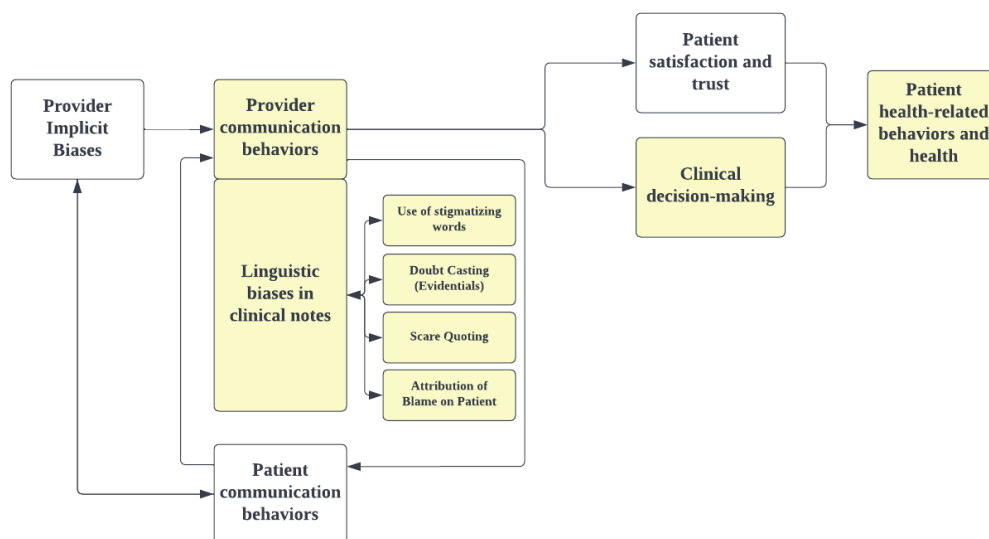 Provider
Implicit
Biases
Provider
communication
behaviors
Linguistic
biases in
clinical notes
Use of stigmatizing
words
Doubt Casting
(Evidentials)
Scare Quoting
Attribution of
Blame on Patient
Patient
communication
behaviors
Patient
satisfaction and
trust
Clinical
decision-making
Patient
health-related
behaviors and
health